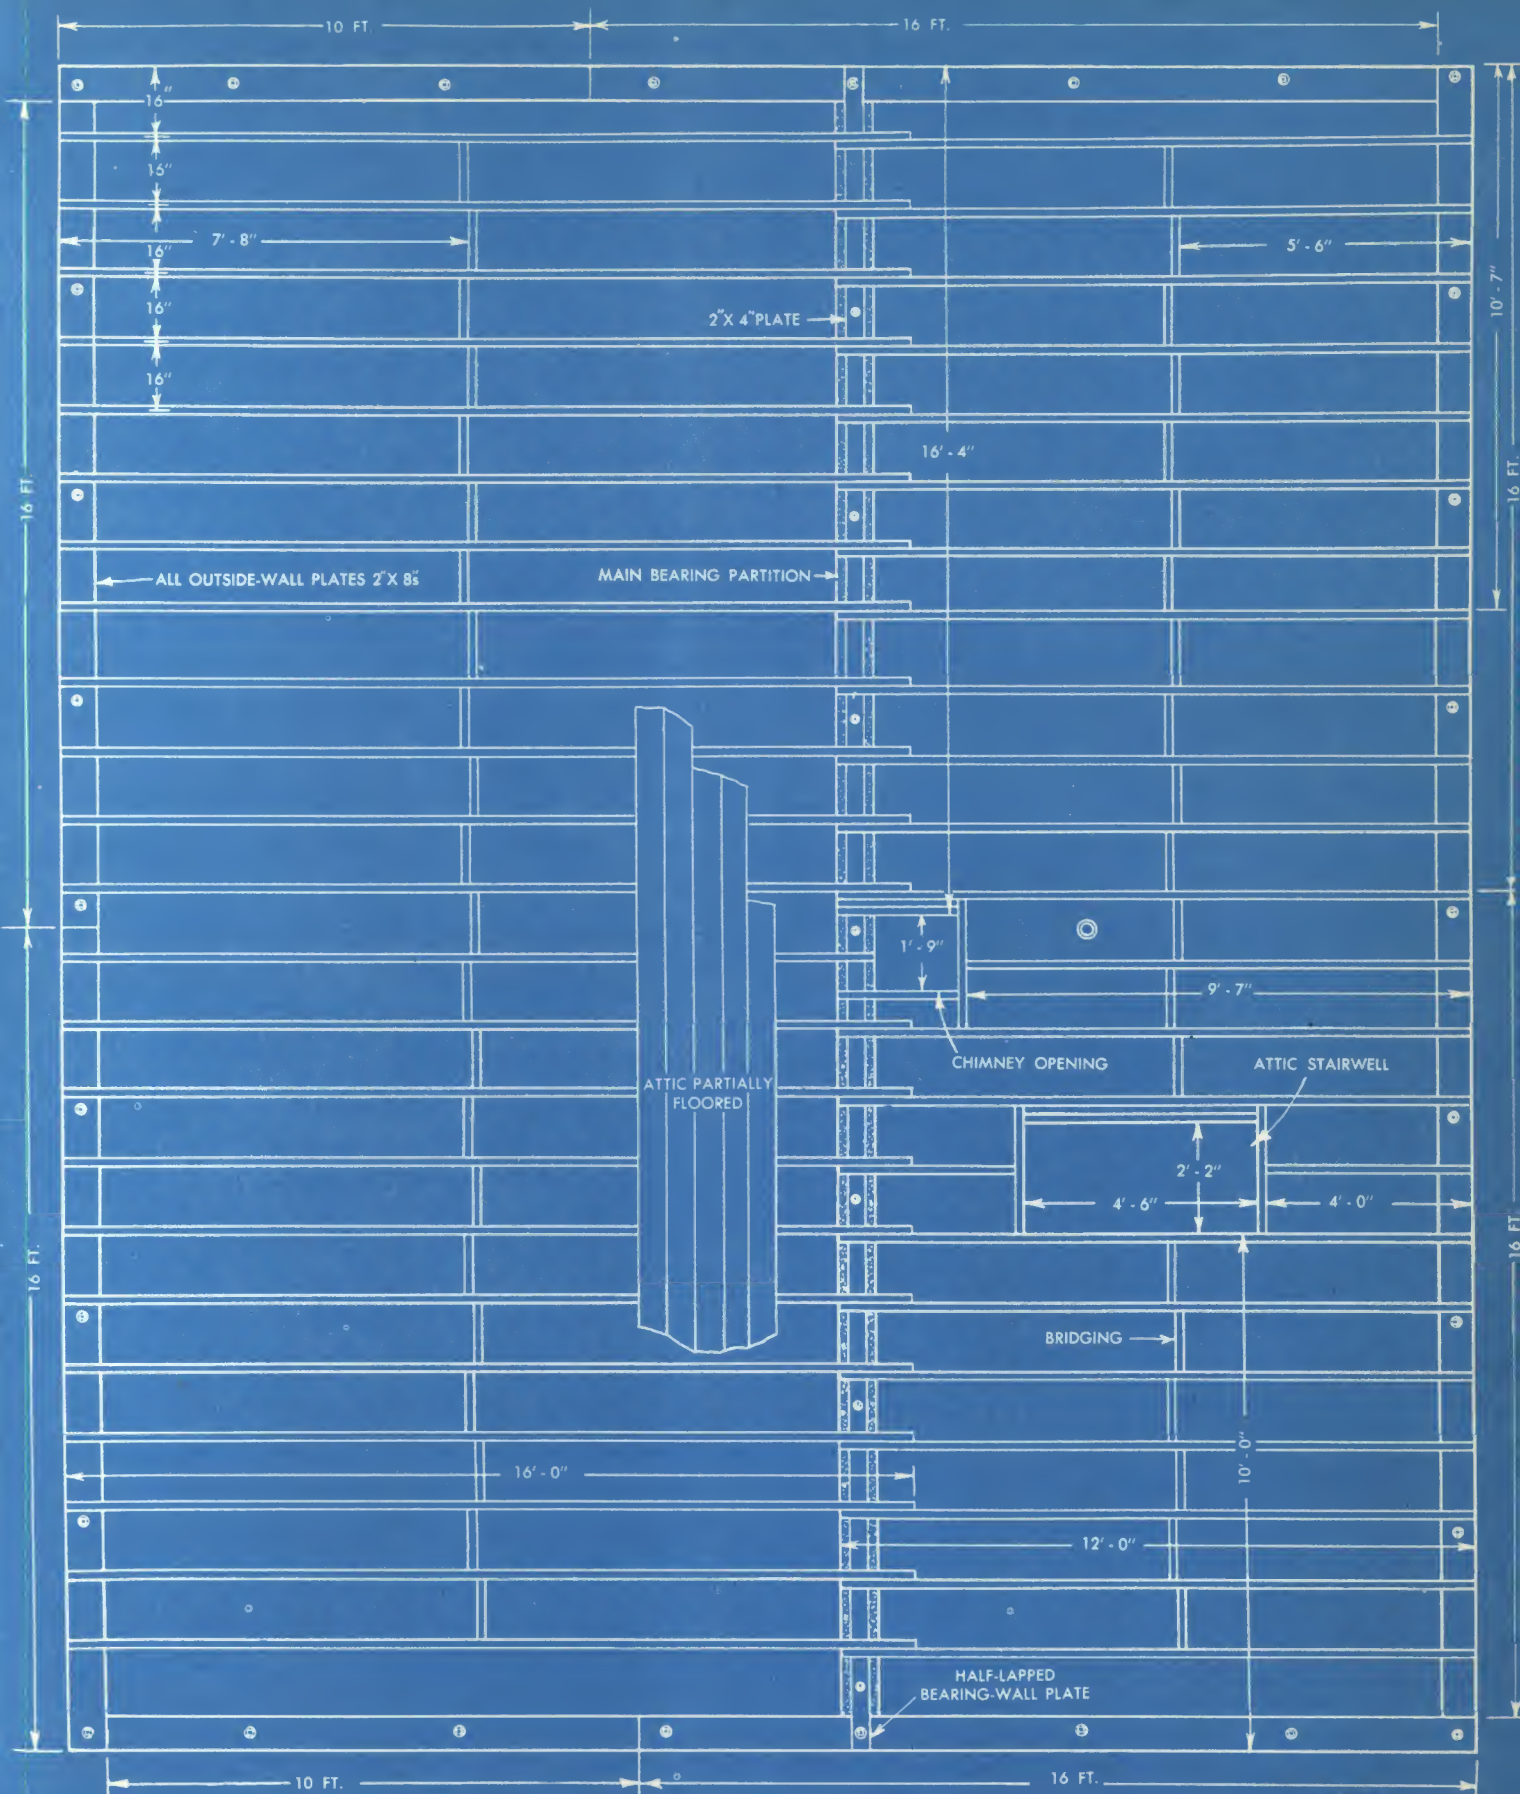 10 FT.
16 FT.
16"
16"
7' - 8"
16"
5' - 6"
10' - 7"
16"
2"X 4"PLATE
16"
16' - 4"
16 FT.
16 FT.
ALL OUTSIDE-WALL PLATES 2"X 8s
MAIN BEARING PARTITION
1' - 9"
9' - 7"
CHIMNEY OPENING
ATTIC STAIRWELL
ATTIC PARTIALLY
FLOORED
2' - 2"
4' - 6"
4' - 0"
16 FT.
16 FT.
BRIDGING
10' - 0"
16' - 0"
12' - 0"
HALF-LAPPED
BEARING-WALL PLATE
10 FT.
16 FT.